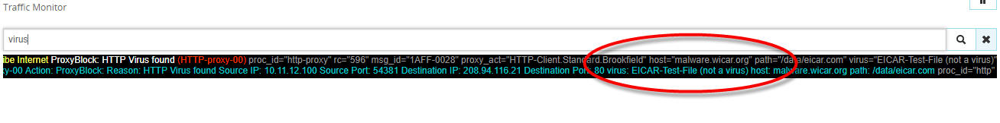 Traffic Monitor
virus
ibe Internet ProxyBlock: HTTP Virus found (HTTP-proxy-00) proc_id="http-proxy" rc="596" msg_id="1AFF-0028" proxy_act="HTTP-Client.Standard.Brookfield" host="malware.wicar.org" path="/data/eicar.com" virus="EICAR-Test-File (not a virus)"
xy-00 Action: ProxyBlock: Reason: HTTP Virus found Source IP: 10.11.12.100 Source Port: 54381 Destination IP: 208.94.116.21 Destination Port: 80 virus: EICAR-Test-File (not a virus) host: malware.wicar.org path: /data/eicar.com proc_id="http"